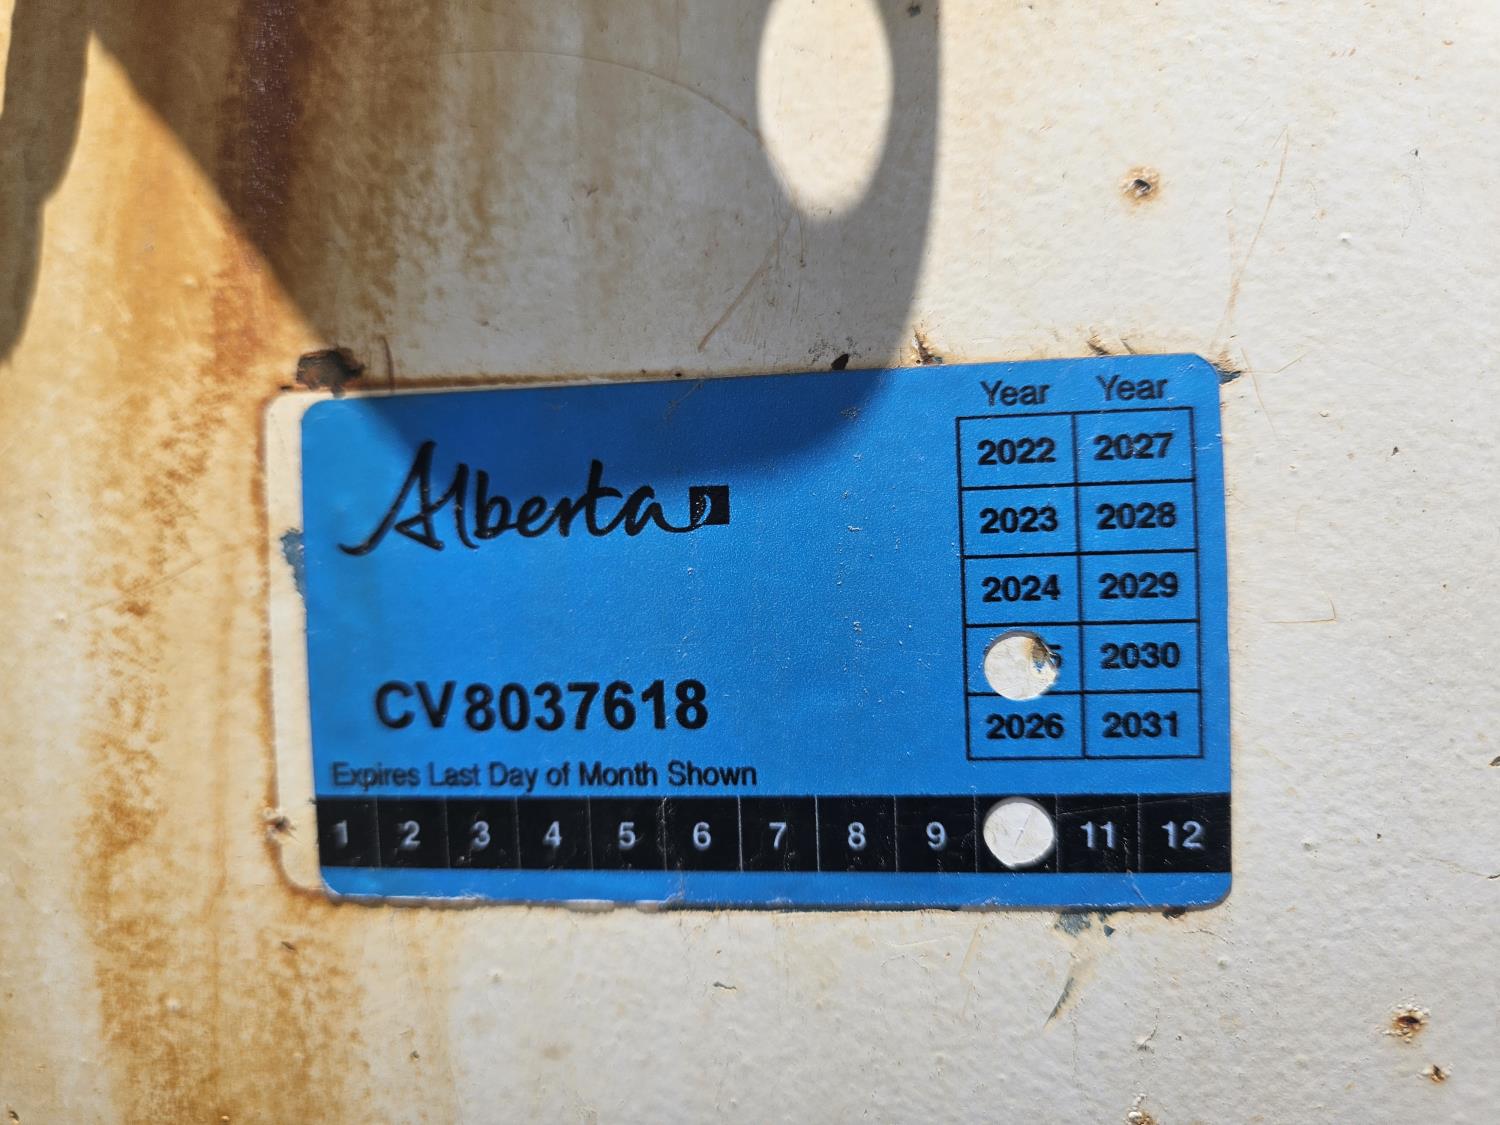 Alberta
Year Year
2022 2027
2023 2028
2024 2029
5 2030
2026 2031
CV8037618
Expires Last Day of Month Shown
1 2 3 4 5 6 7 8 9 11 12